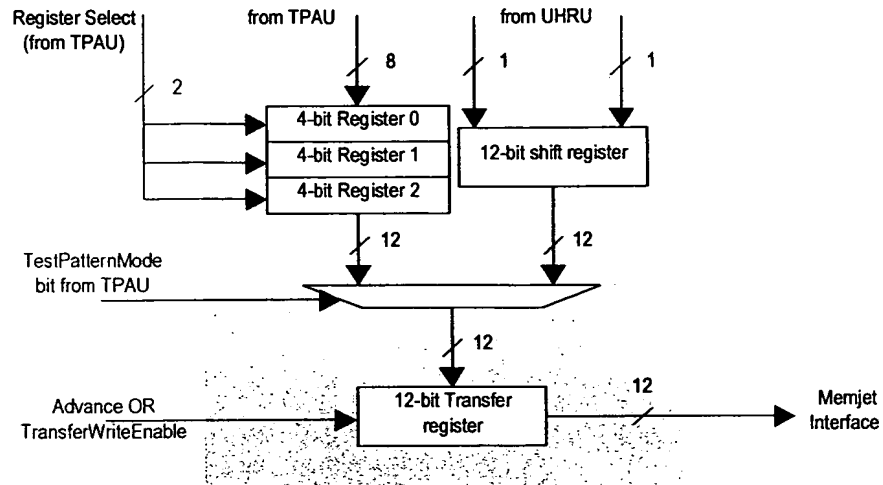 Register Select
(from TPAU)
from TPAU
from UHRU
2
8
1
1
4-bit Register 0
4-bit Register 1
4-bit Register 2
12-bit shift register
12
12
TestPatternMode
bit from TPAU
12
Advance OR
TransferWriteEnable
12-bit Transfer
register
12
Memjet
Interface